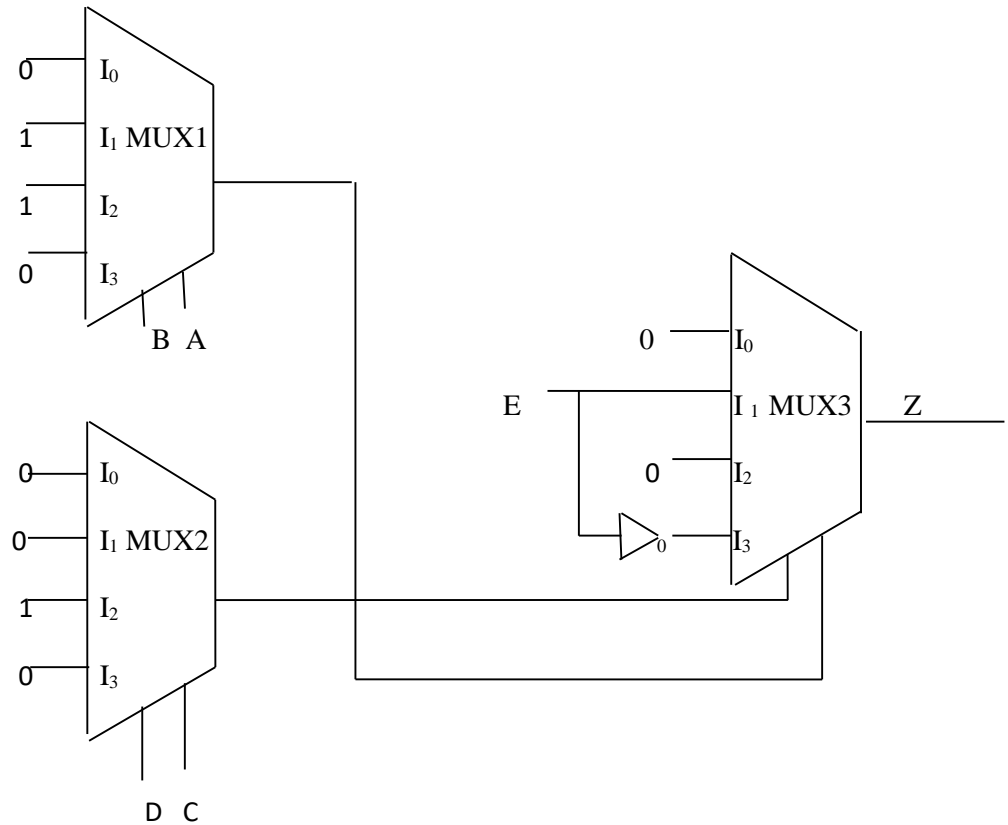 0 I₀
1 I₁ MUX1
1 I₂
0 I₃
B A
0 I₀
E I ₁ MUX3 Z
0 I₂
0 I₃
0 I₀
0 I₁ MUX2
1 I₂
0 I₃
D C